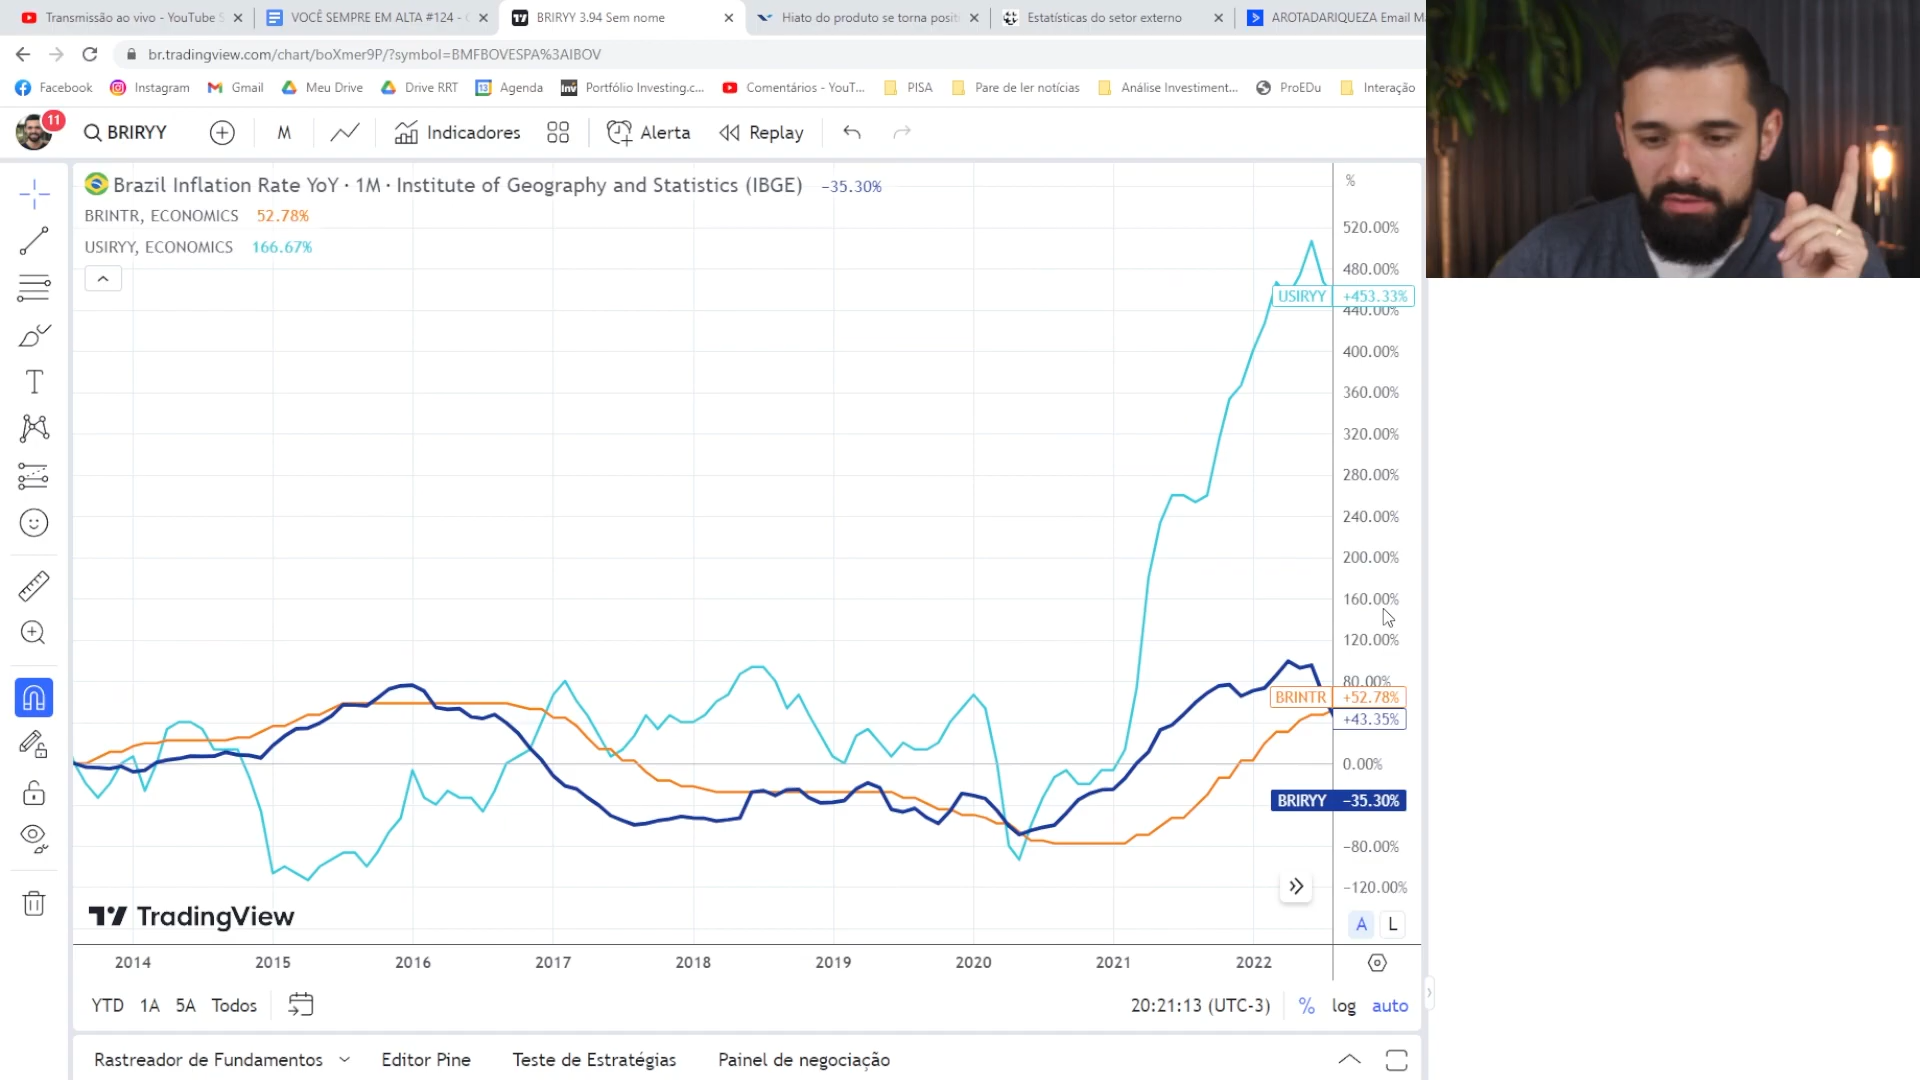 Transmissão ao vivo - YouTube S
VOCÊ SEMPRE EM ALTA #124 - G
BRIRYY 3.94 Sem nome
Hiato do produto se torna positi
Estatísticas do setor externo
AROTADARIQUEZA Email M
br.tradingview.com/chart/boXmer9P/?symbol=BMFBOVESPA%3AIBOV
Facebook
Instagram
Gmail
Meu Drive
Drive RRT
Agenda
Portfólio Investing.c...
Comentários - YouT...
PISA
Pare de ler notícias
Análise Investiment...
ProEdu
Interação
11
BRIRYY
M
Indicadores
Alerta
Replay
Brazil Inflation Rate YoY · 1M · Institute of Geography and Statistics (IBGE) −35.30%
BRINTR, ECONOMICS 52.78%
USIRYY, ECONOMICS 166.67%
%
520.00%
480.00%
USIRYY +453.33%
440.00%
400.00%
360.00%
320.00%
280.00%
240.00%
200.00%
160.00%
120.00%
80.00%
BRINTR +52.78%
+43.35%
0.00%
BRIRYY −35.30%
−80.00%
−120.00%
TradingView
A L
2014 2015 2016 2017 2018 2019 2020 2021 2022
YTD 1A 5A Todos
20:21:13 (UTC-3) % log auto
Rastreador de Fundamentos
Editor Pine
Teste de Estratégias
Painel de negociação